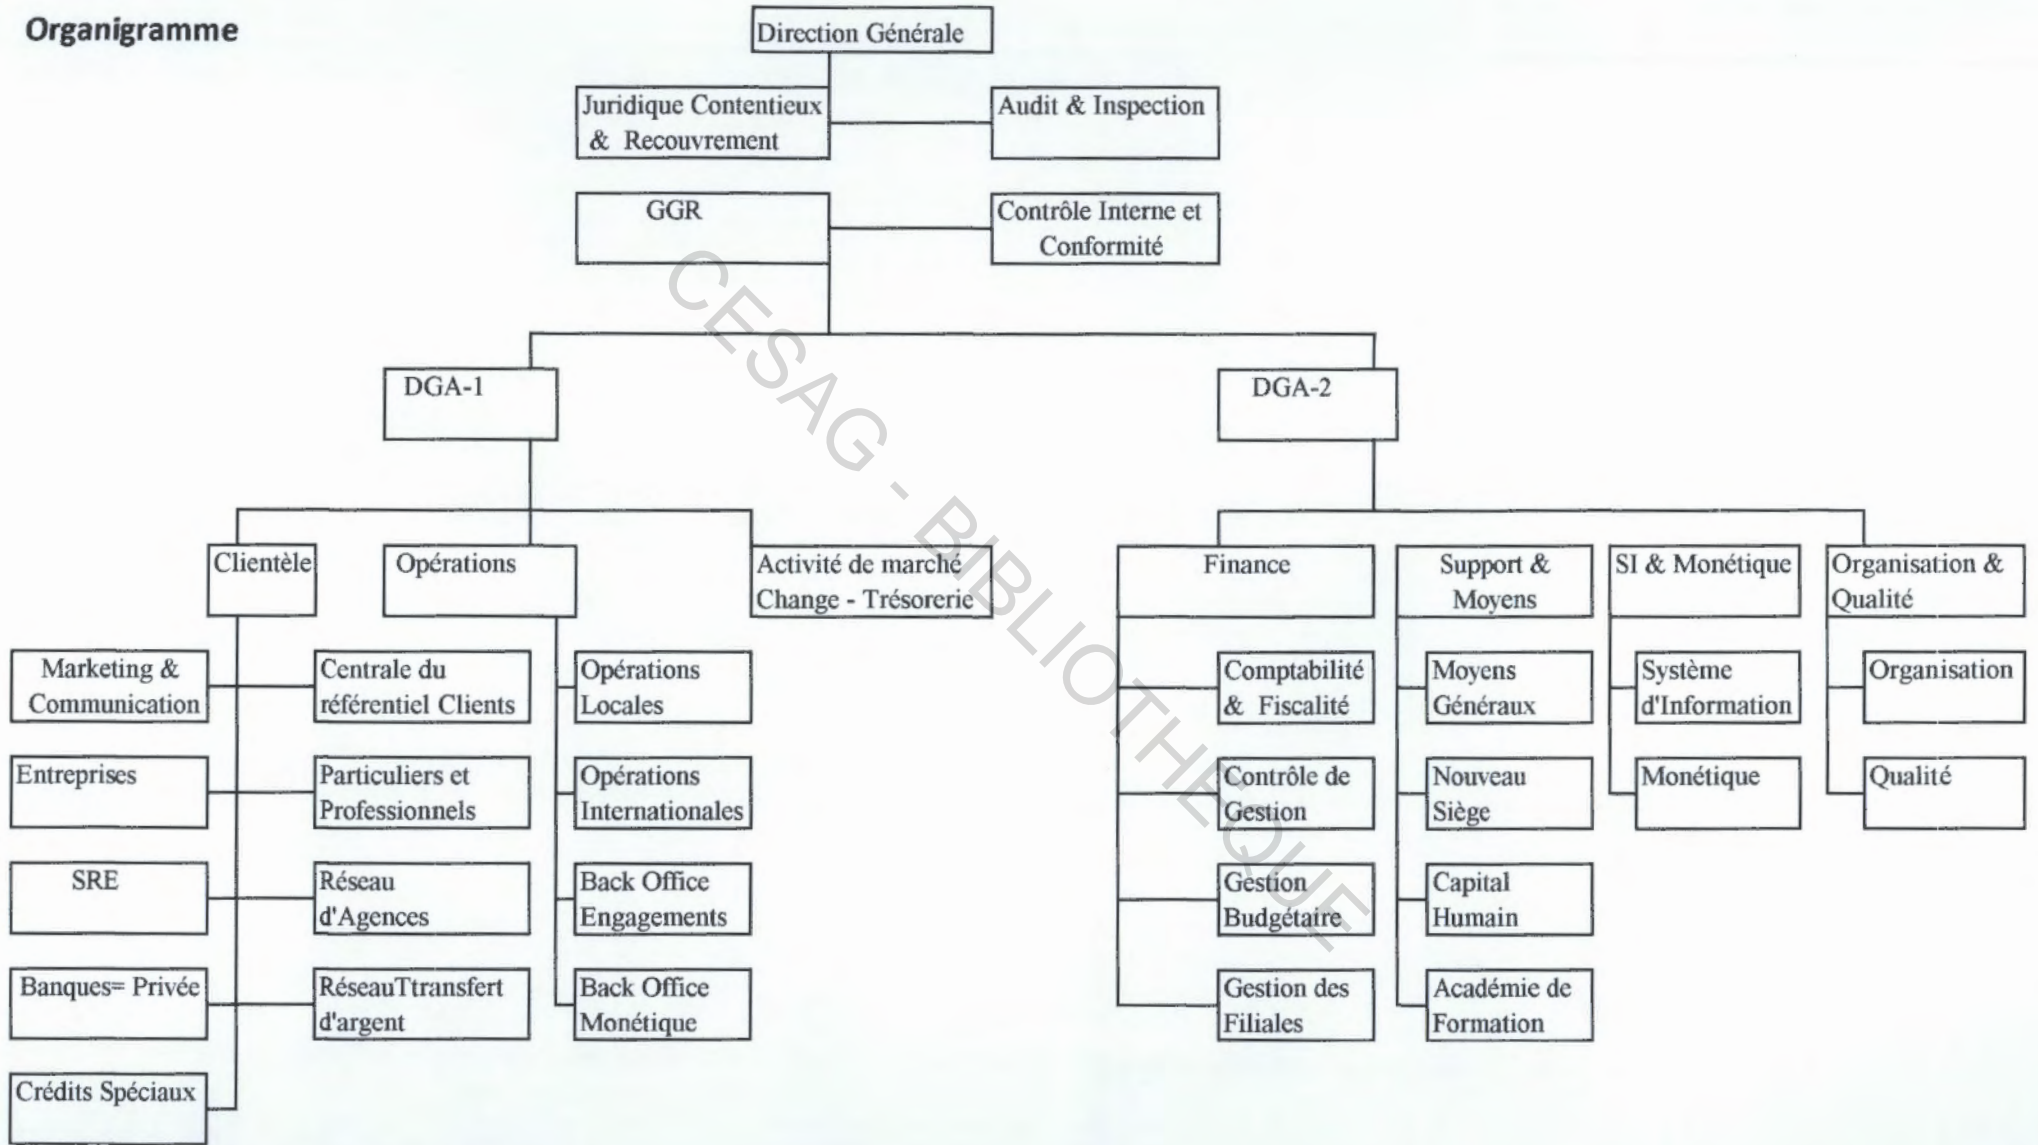 Organigramme
Direction Générale
Juridique Contentieux
& Recouvrement
Audit & Inspection
GGR
Contrôle Interne et
Conformité
DGA-1
DGA-2
Clientèle
Opérations
Activité de marché
Change - Trésorerie
Finance
Support &
Moyens
SI & Monétique
Organisation &
Qualité
Marketing &
Communication
Centrale du
référentiel Clients
Opérations
Locales
Comptabilité
& Fiscalité
Moyens
Généraux
Système
d'Information
Organisation
Entreprises
Particuliers et
Professionnels
Opérations
Internationales
Contrôle de
Gestion
Nouveau
Siège
Monétique
Qualité
SRE
Réseau
d'Agences
Back Office
Engagements
Gestion
Budgétaire
Capital
Humain
Banques= Privée
RéseauTtransfert
d'argent
Back Office
Monétique
Gestion des
Filiales
Académie de
Formation
Crédits Spéciaux
CESAG - BIBLIOTHEQUE